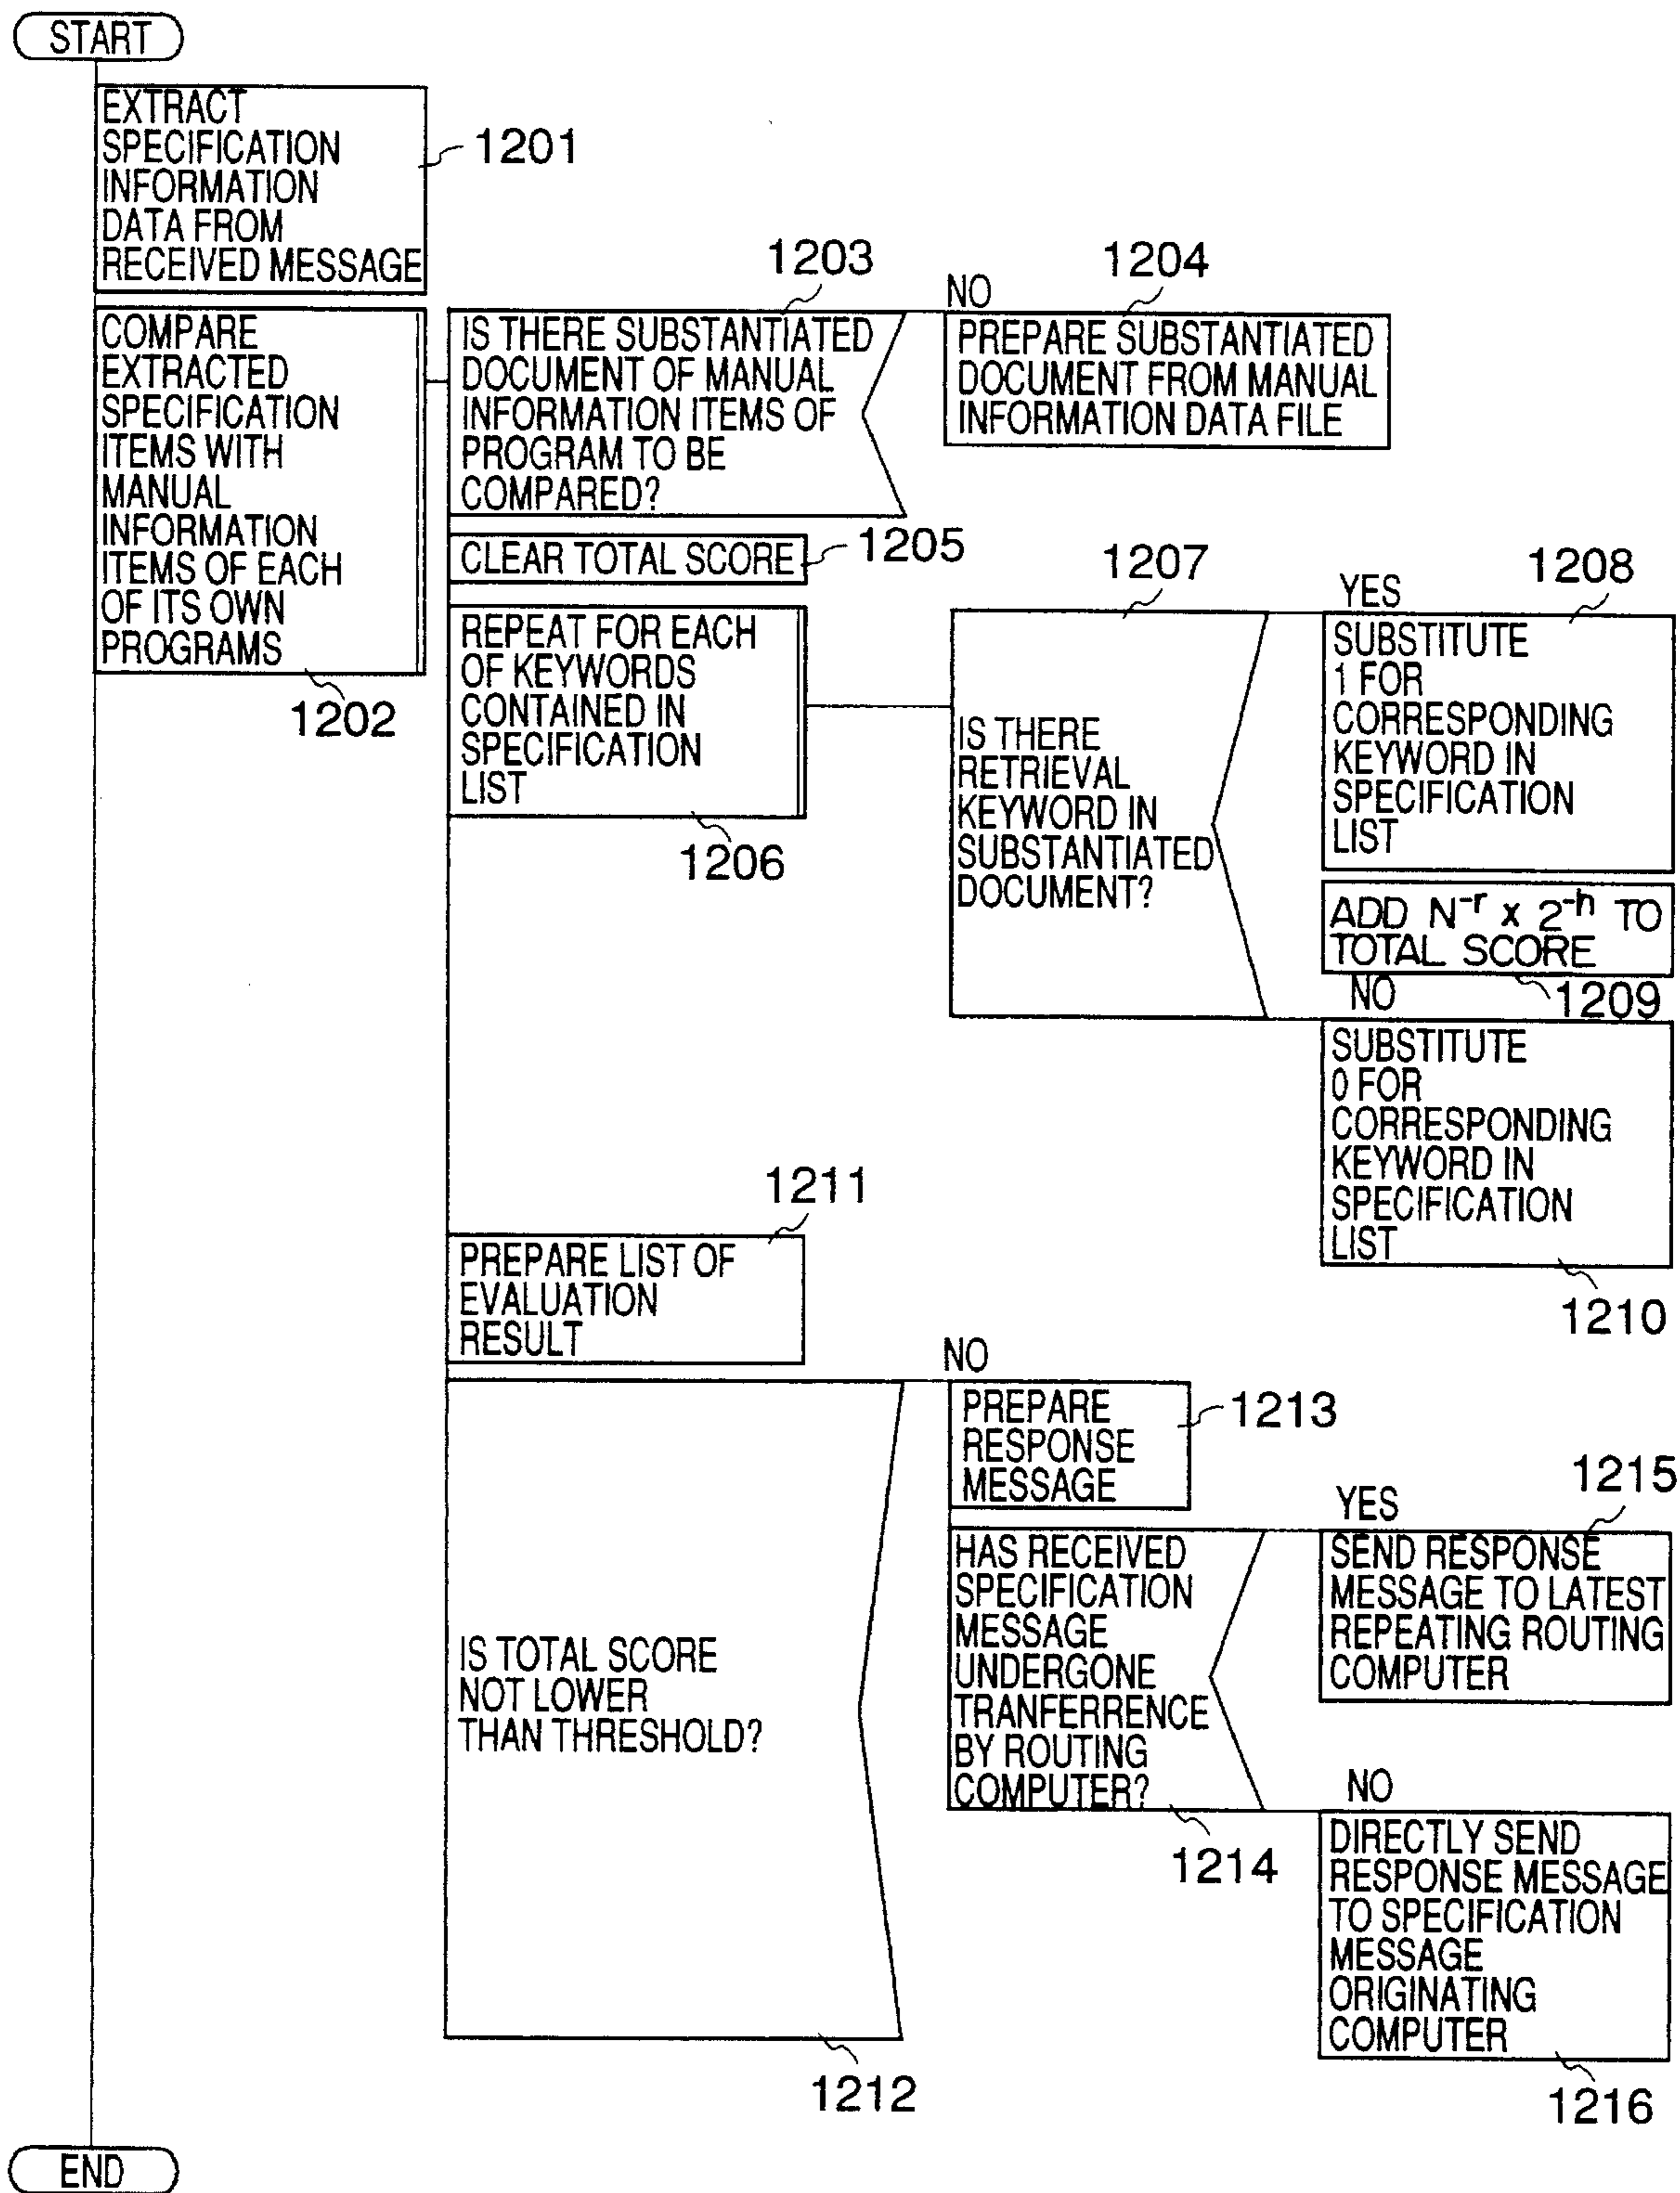 START
EXTRACT
SPECIFICATION
INFORMATION
DATA FROM
RECEIVED MESSAGE
1201
COMPARE
EXTRACTED
SPECIFICATION
ITEMS WITH
MANUAL
INFORMATION
ITEMS OF EACH
OF ITS OWN
PROGRAMS
1202
1203
IS THERE SUBSTANTIATED
DOCUMENT OF MANUAL
INFORMATION ITEMS OF
PROGRAM TO BE
COMPARED?
NO
1204
PREPARE SUBSTANTIATED
DOCUMENT FROM MANUAL
INFORMATION DATA FILE
CLEAR TOTAL SCORE
1205
REPEAT FOR EACH
OF KEYWORDS
CONTAINED IN
SPECIFICATION
LIST
1206
1207
IS THERE
RETRIEVAL
KEYWORD IN
SUBSTANTIATED
DOCUMENT?
YES
1208
SUBSTITUTE
1 FOR
CORRESPONDING
KEYWORD IN
SPECIFICATION
LIST
ADD N⁻ʳ x 2⁻ʰ TO
TOTAL SCORE
1209
NO
SUBSTITUTE
0 FOR
CORRESPONDING
KEYWORD IN
SPECIFICATION
LIST
1210
1211
PREPARE LIST OF
EVALUATION
RESULT
IS TOTAL SCORE
NOT LOWER
THAN THRESHOLD?
1212
NO
PREPARE
RESPONSE
MESSAGE
1213
HAS RECEIVED
SPECIFICATION
MESSAGE
UNDERGONE
TRANFERRENCE
BY ROUTING
COMPUTER?
1214
YES
1215
SEND RESPONSE
MESSAGE TO LATEST
REPEATING ROUTING
COMPUTER
NO
DIRECTLY SEND
RESPONSE MESSAGE
TO SPECIFICATION
MESSAGE
ORIGINATING
COMPUTER
1216
END